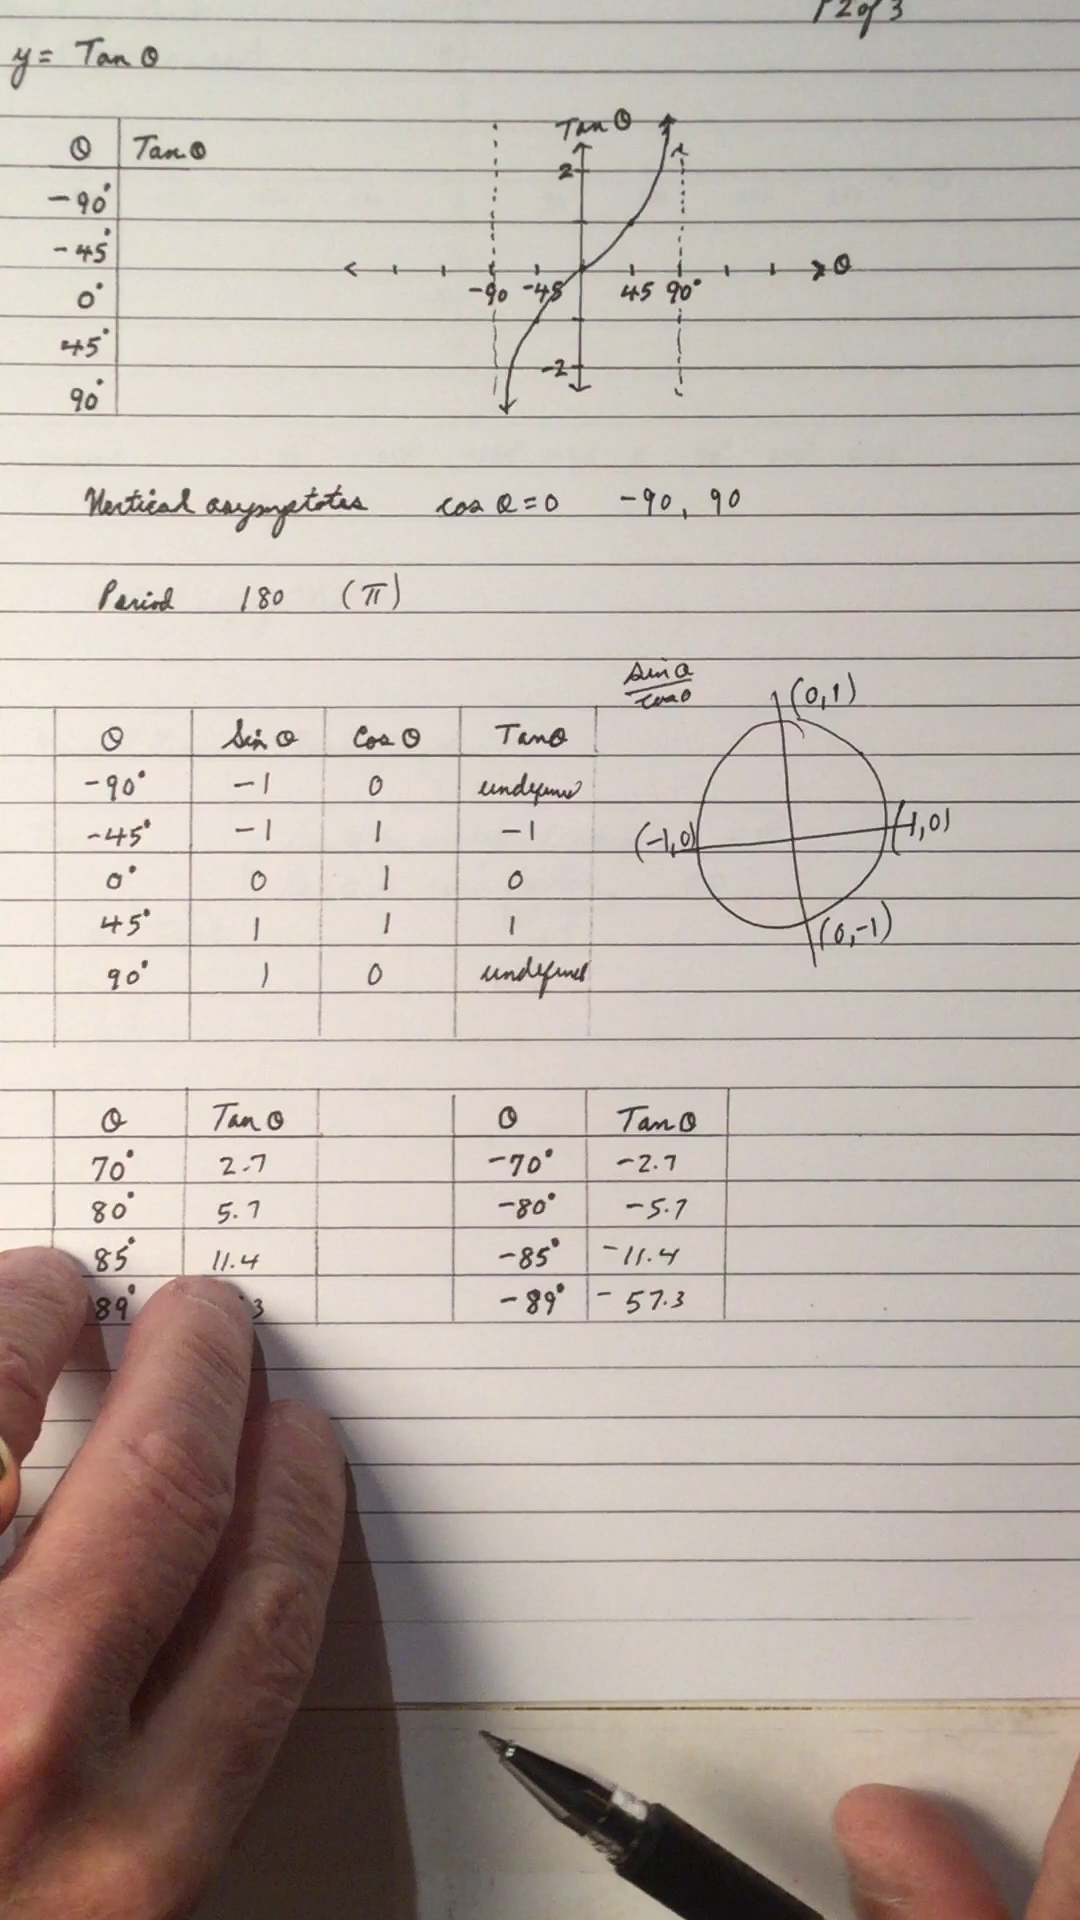 P2 of 3
y = Tan θ
θ Tan θ
-90°
-45°
0°
45°
90°
Tan θ
2
-90 -45 45 90° θ
-2
Vertical asymptotes cos θ = 0 -90, 90
Period 180 (π)
sin θ
cos θ
(0,1)
(-1,0) (1,0)
(0,-1)
θ Sin θ Cos θ Tan θ
-90° -1 0 undefined
-45° -1 1 -1
0° 0 1 0
45° 1 1 1
90° 1 0 undefined
θ Tan θ θ Tan θ
70° 2.7 -70° -2.7
80° 5.7 -80° -5.7
85° 11.4 -85° -11.4
89° 3 -89° -57.3